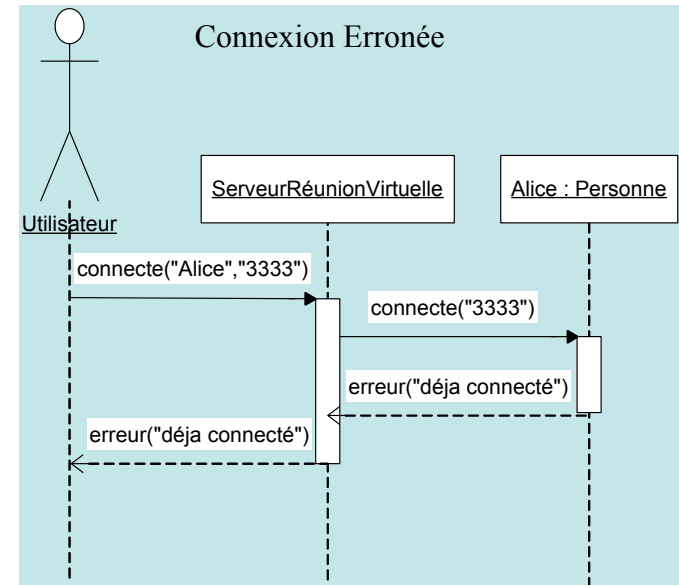 Connexion Erronée
ServeurRéunionVirtuelle
Alice : Personne
Utilisateur
connecte("Alice","3333")
connecte("3333")
erreur("déja connecté")
erreur("déja connecté")